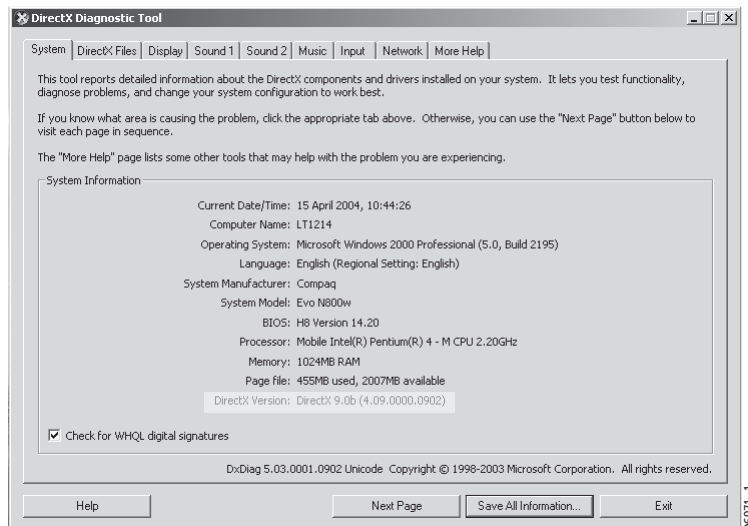 DirectX Diagnostic Tool
System DirectX Files Display Sound 1 Sound 2 Music Input Network More Help
This tool reports detailed information about the DirectX components and drivers installed on your system. It lets you test functionality,
diagnose problems, and change your system configuration to work best.
If you know what area is causing the problem, click the appropriate tab above. Otherwise, you can use the "Next Page" button below to
visit each page in sequence.
The "More Help" page lists some other tools that may help with the problem you are experiencing.
System Information
Current Date/Time: 15 April 2004, 10:44:26
Computer Name: LT1214
Operating System: Microsoft Windows 2000 Professional (5.0, Build 2195)
Language: English (Regional Setting: English)
System Manufacturer: Compaq
System Model: Evo N800w
BIOS: H8 Version 14.20
Processor: Mobile Intel(R) Pentium(R) 4 - M CPU 2.20GHz
Memory: 1024MB RAM
Page file: 455MB used, 2007MB available
DirectX Version: DirectX 9.0b (4.09.0000.0902)
Check for WHQL digital signatures
DxDiag 5.03.0001.0902 Unicode Copyright © 1998-2003 Microsoft Corporation. All rights reserved.
Help Next Page Save All Information... Exit